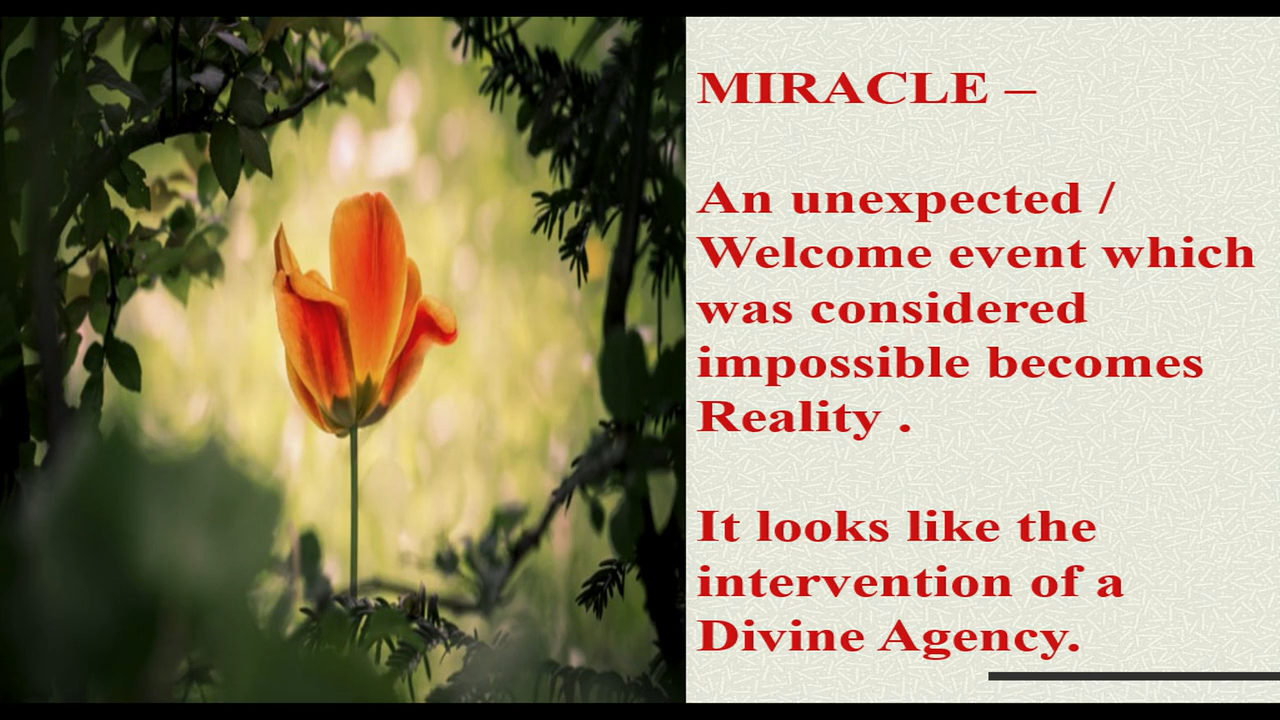 MIRACLE –
An unexpected /
Welcome event which
was considered
impossible becomes
Reality .
It looks like the
intervention of a
Divine Agency.